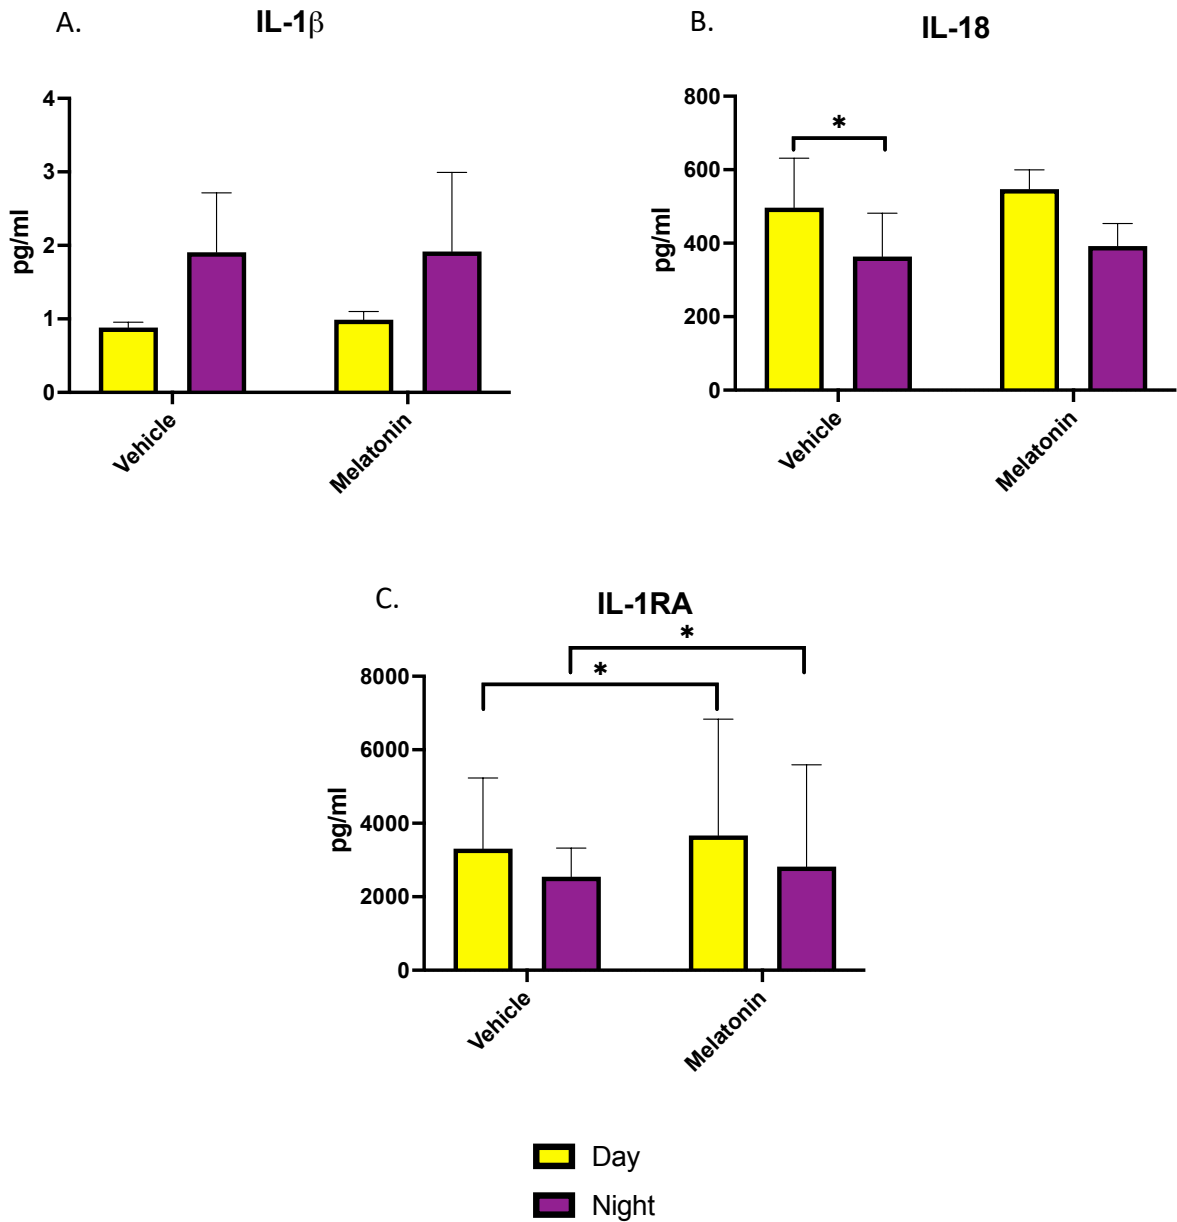 A.
IL-1β
pg/ml
4
3
2
1
0
Vehicle
Melatonin
B.
IL-18
pg/ml
800
600
400
200
0
*
Vehicle
Melatonin
C.
IL-1RA
*
*
pg/ml
8000
6000
4000
2000
0
Vehicle
Melatonin
Day
Night